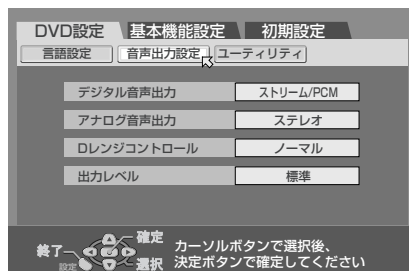 DVD設定 基本機能設定 初期設定
言語設定 音声出力設定 ユーティリティ
デジタル音声出力 ストリーム/PCM
アナログ音声出力 ステレオ
Dレンジコントロール ノーマル
出力レベル 標準
確定
終了 カーソルボタンで選択後、
設定 選択 決定ボタンで確定してください